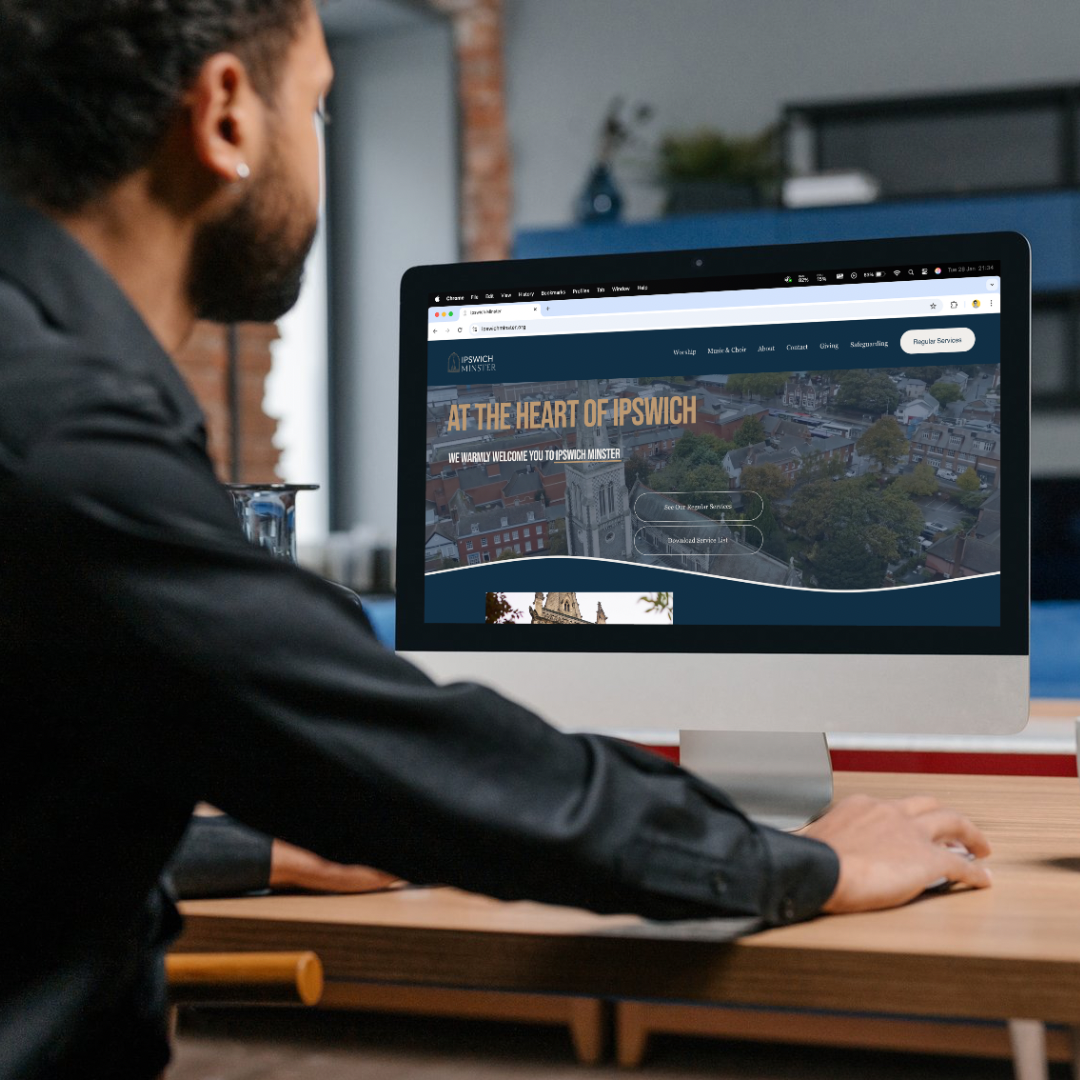 Chrome File Edit View History Bookmarks Profiles Tab Window Help
Tue 28 Jan 21:34
ipswichminster.org
IPSWICH
MINSTER
Worship Music & Choir About Contact Giving Safeguarding Regular Services
AT THE HEART OF IPSWICH
WE WARMLY WELCOME YOU TO IPSWICH MINSTER
See Our Regular Services
Download Service List